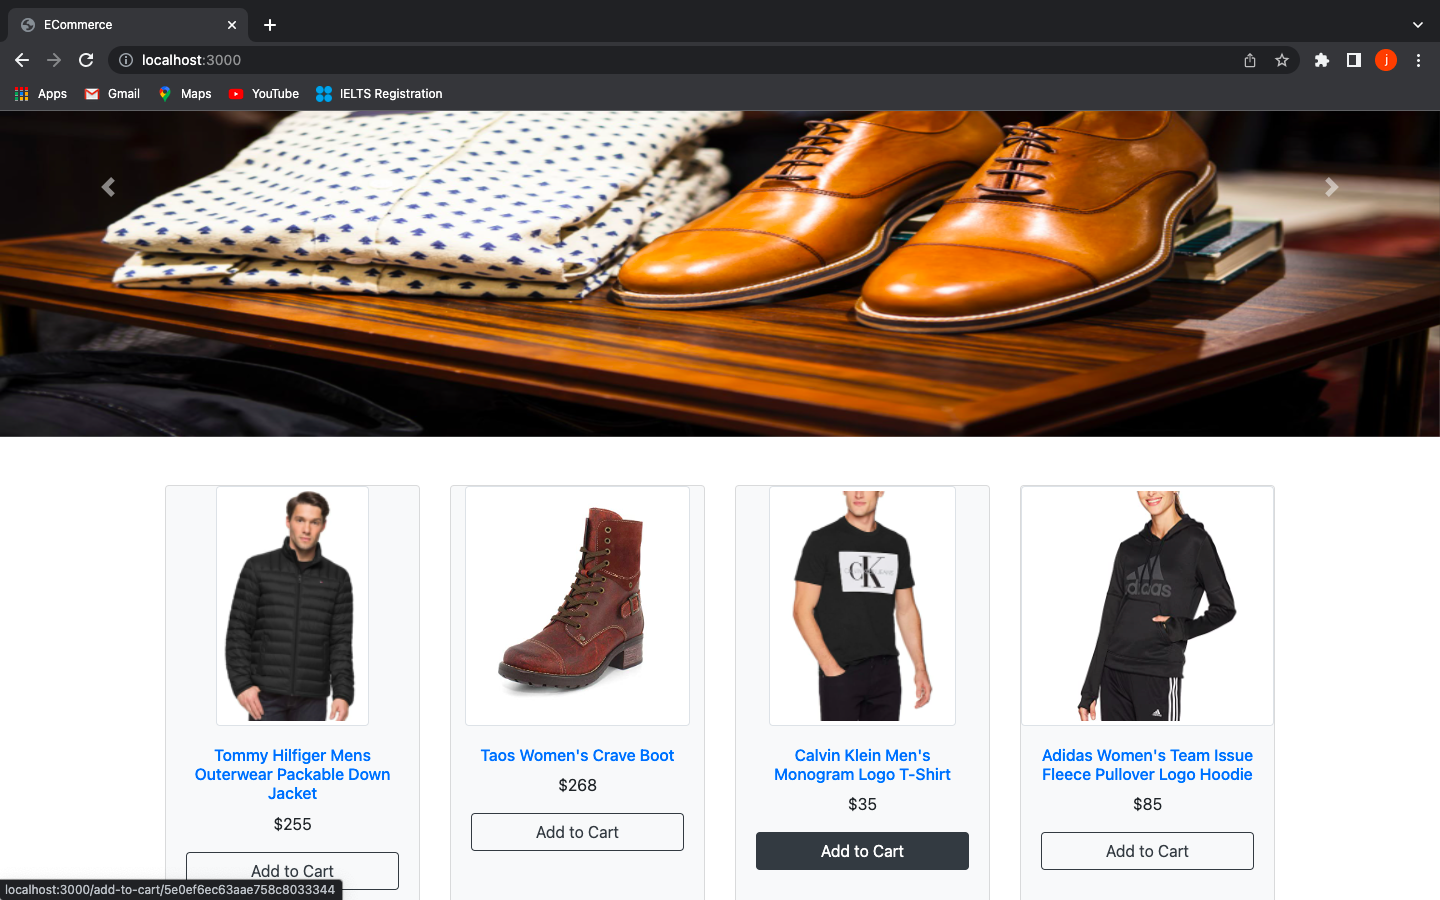 ECommerce
localhost:3000
Apps
Gmail
Maps
YouTube
IELTS Registration
j
CK
adidas
Tommy Hilfiger Mens
Outerwear Packable Down
Jacket
$255
Add to Cart
Taos Women's Crave Boot
$268
Add to Cart
Calvin Klein Men's
Monogram Logo T-Shirt
$35
Add to Cart
Adidas Women's Team Issue
Fleece Pullover Logo Hoodie
$85
Add to Cart
localhost:3000/add-to-cart/5e0ef6ec63aae758c8033344